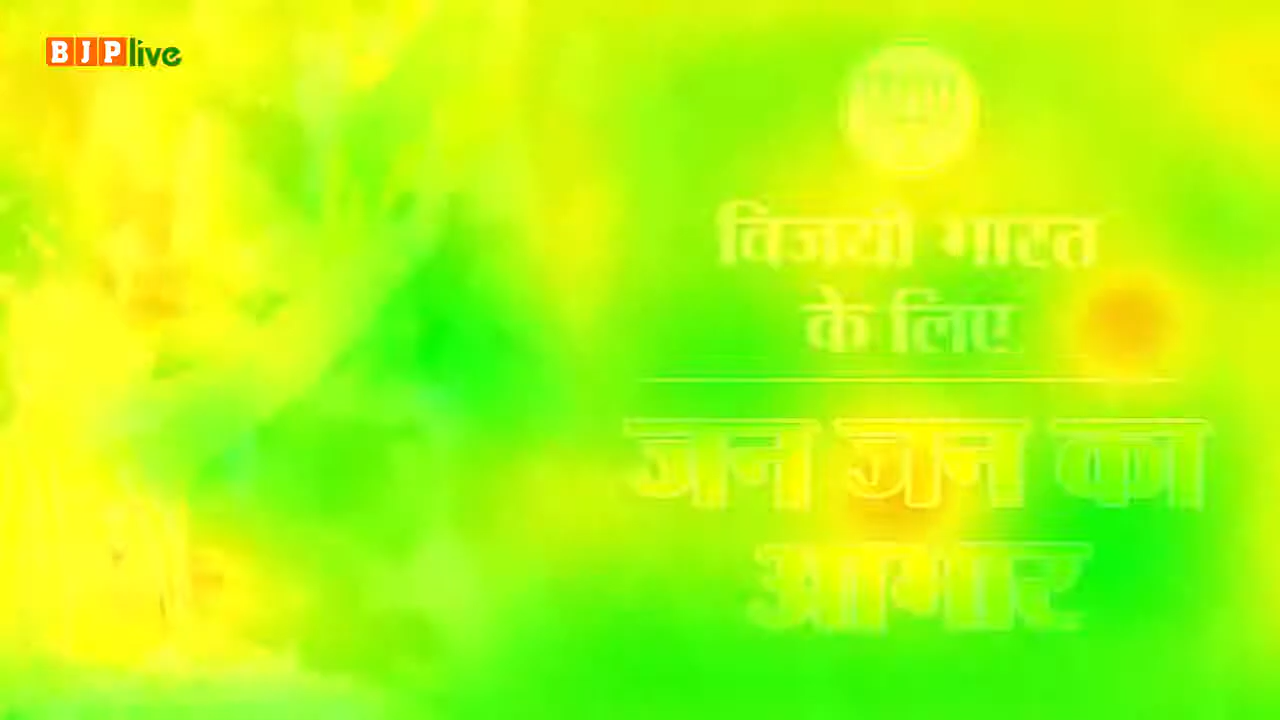 BJPlive
विजयी भारत
के लिए
जन जन का
आभार